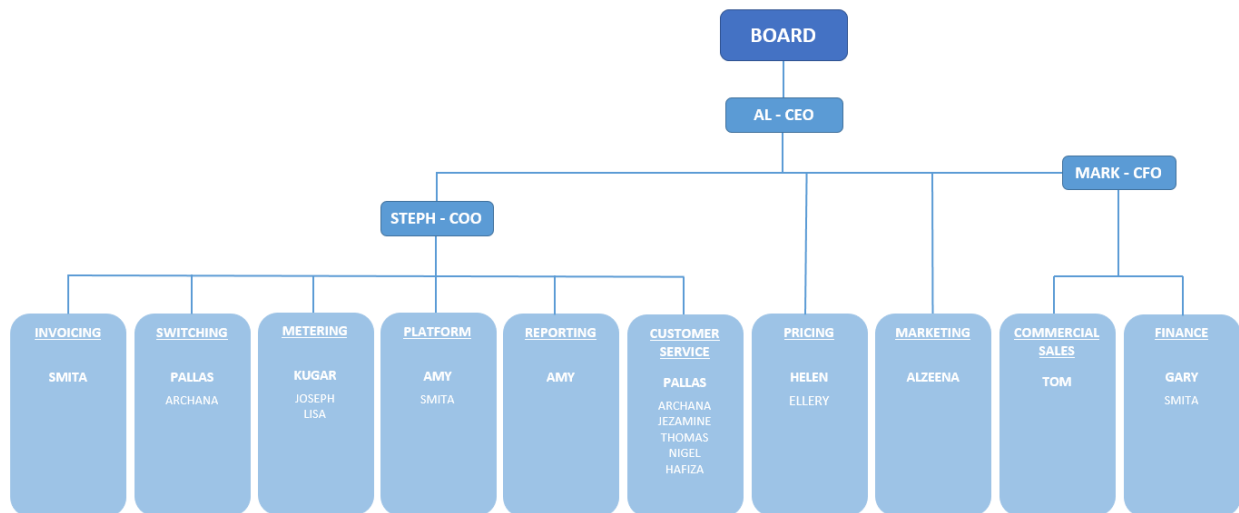 BOARD
AL - CEO
MARK - CFO
STEPH - COO
INVOICING
SMITA
SWITCHING
PALLAS
ARCHANA
METERING
KUGAR
JOSEPH
LISA
PLATFORM
AMY
SMITA
REPORTING
AMY
CUSTOMER
SERVICE
PALLAS
ARCHANA
JEZAMINE
THOMAS
NIGEL
HAFIZA
PRICING
HELEN
ELLERY
MARKETING
ALZEENA
COMMERCIAL
SALES
TOM
FINANCE
GARY
SMITA